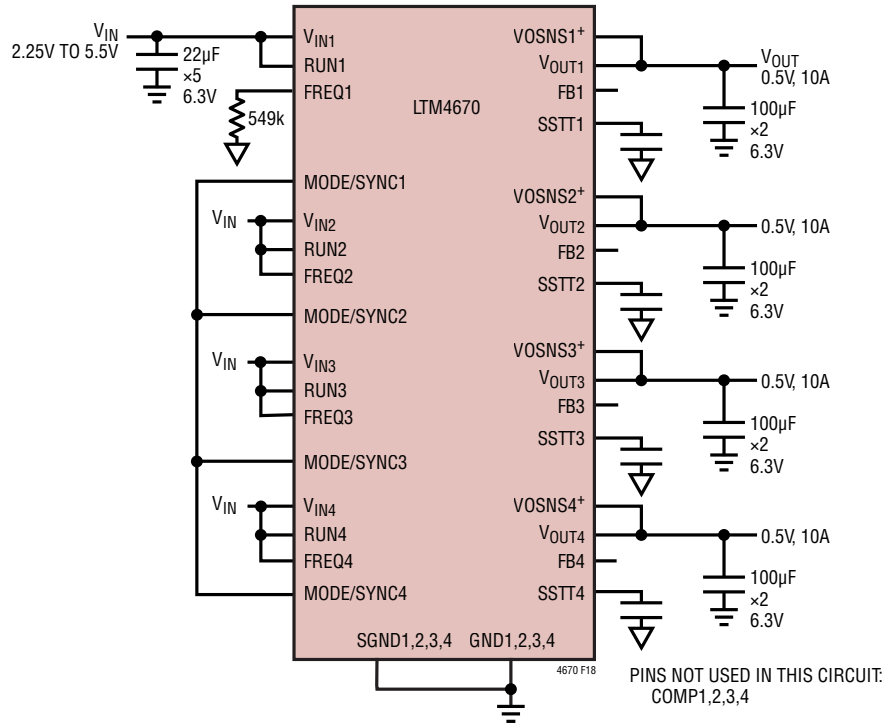 VIN
2.25V TO 5.5V
22µF
×5
6.3V
549k
VIN1
RUN1
FREQ1
LTM4670
MODE/SYNC1
VIN
VIN2
RUN2
FREQ2
MODE/SYNC2
VIN
VIN3
RUN3
FREQ3
MODE/SYNC3
VIN
VIN4
RUN4
FREQ4
MODE/SYNC4
SGND1,2,3,4 GND1,2,3,4
VOSNS1+
VOUT1
FB1
SSTT1
VOUT
0.5V, 10A
100µF
×2
6.3V
VOSNS2+
VOUT2
FB2
SSTT2
0.5V, 10A
100µF
×2
6.3V
VOSNS3+
VOUT3
FB3
SSTT3
0.5V, 10A
100µF
×2
6.3V
VOSNS4+
VOUT4
FB4
SSTT4
0.5V, 10A
100µF
×2
6.3V
4670 F18
PINS NOT USED IN THIS CIRCUIT:
COMP1,2,3,4